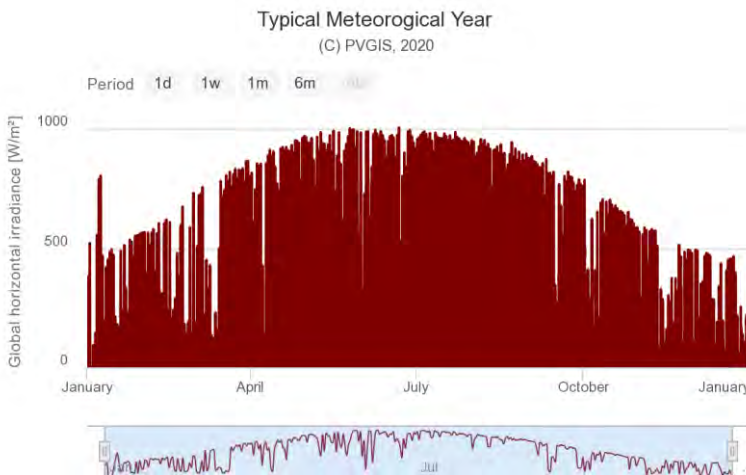 Typical Meteorogical Year
(C) PVGIS, 2020
Period 1d 1w 1m 6m
Global horizontal irradiance [W/m²]
1000
500
0
January April July October January
Jul